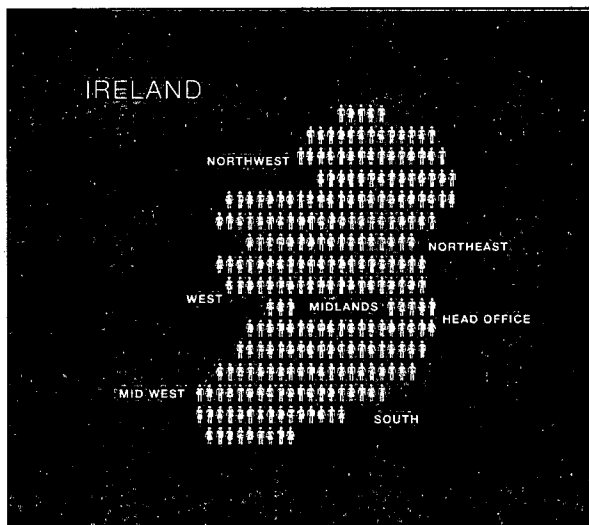 IRELAND
NORTHWEST
NORTHEAST
WEST
MIDLANDS
HEAD OFFICE
MID WEST
SOUTH